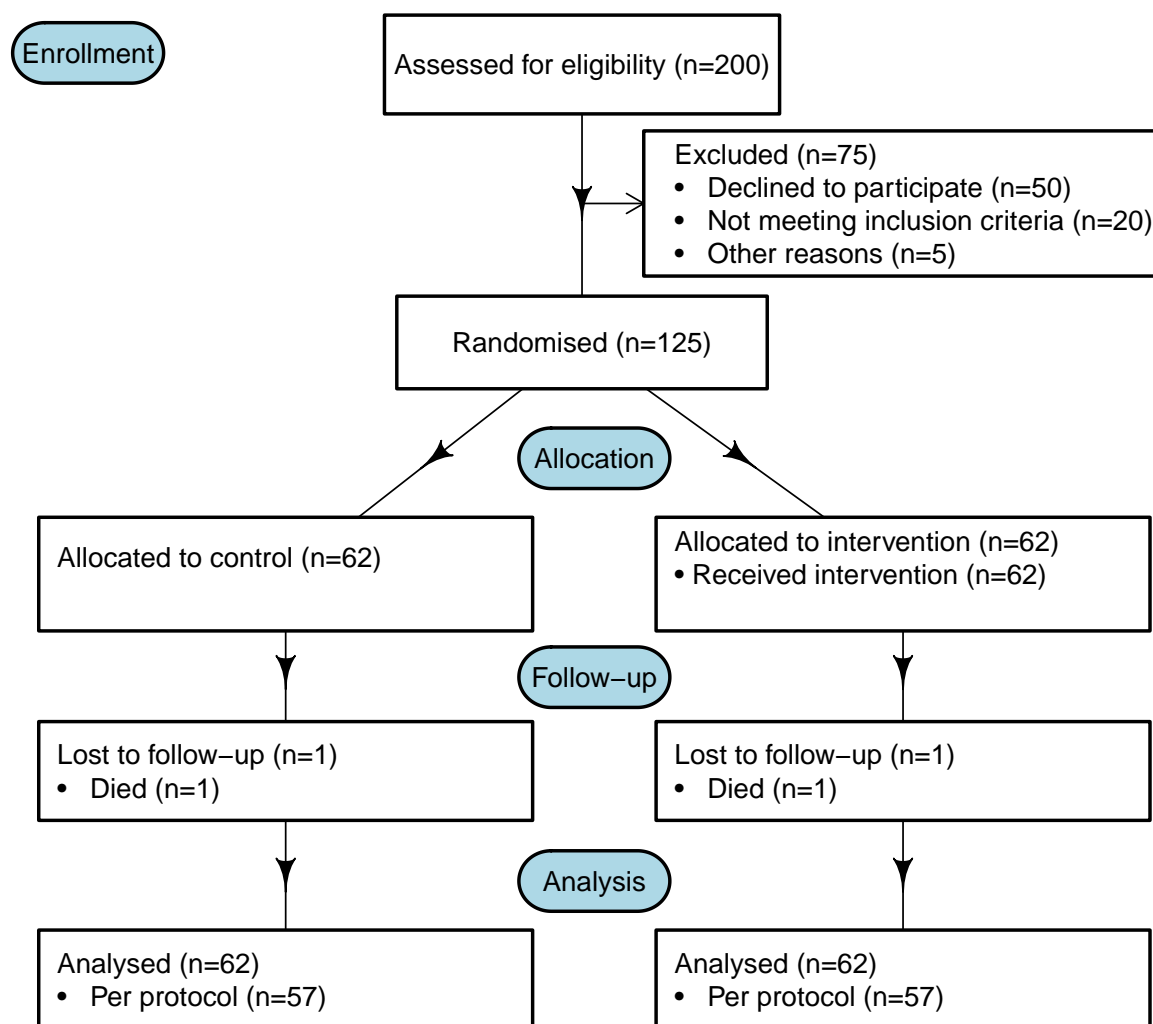 Enrollment
Assessed for eligibility (n=200)
Excluded (n=75)
• Declined to participate (n=50)
• Not meeting inclusion criteria (n=20)
• Other reasons (n=5)
Randomised (n=125)
Allocation
Allocated to control (n=62)
Allocated to intervention (n=62)
• Received intervention (n=62)
Follow−up
Lost to follow−up (n=1)
• Died (n=1)
Lost to follow−up (n=1)
• Died (n=1)
Analysis
Analysed (n=62)
• Per protocol (n=57)
Analysed (n=62)
• Per protocol (n=57)